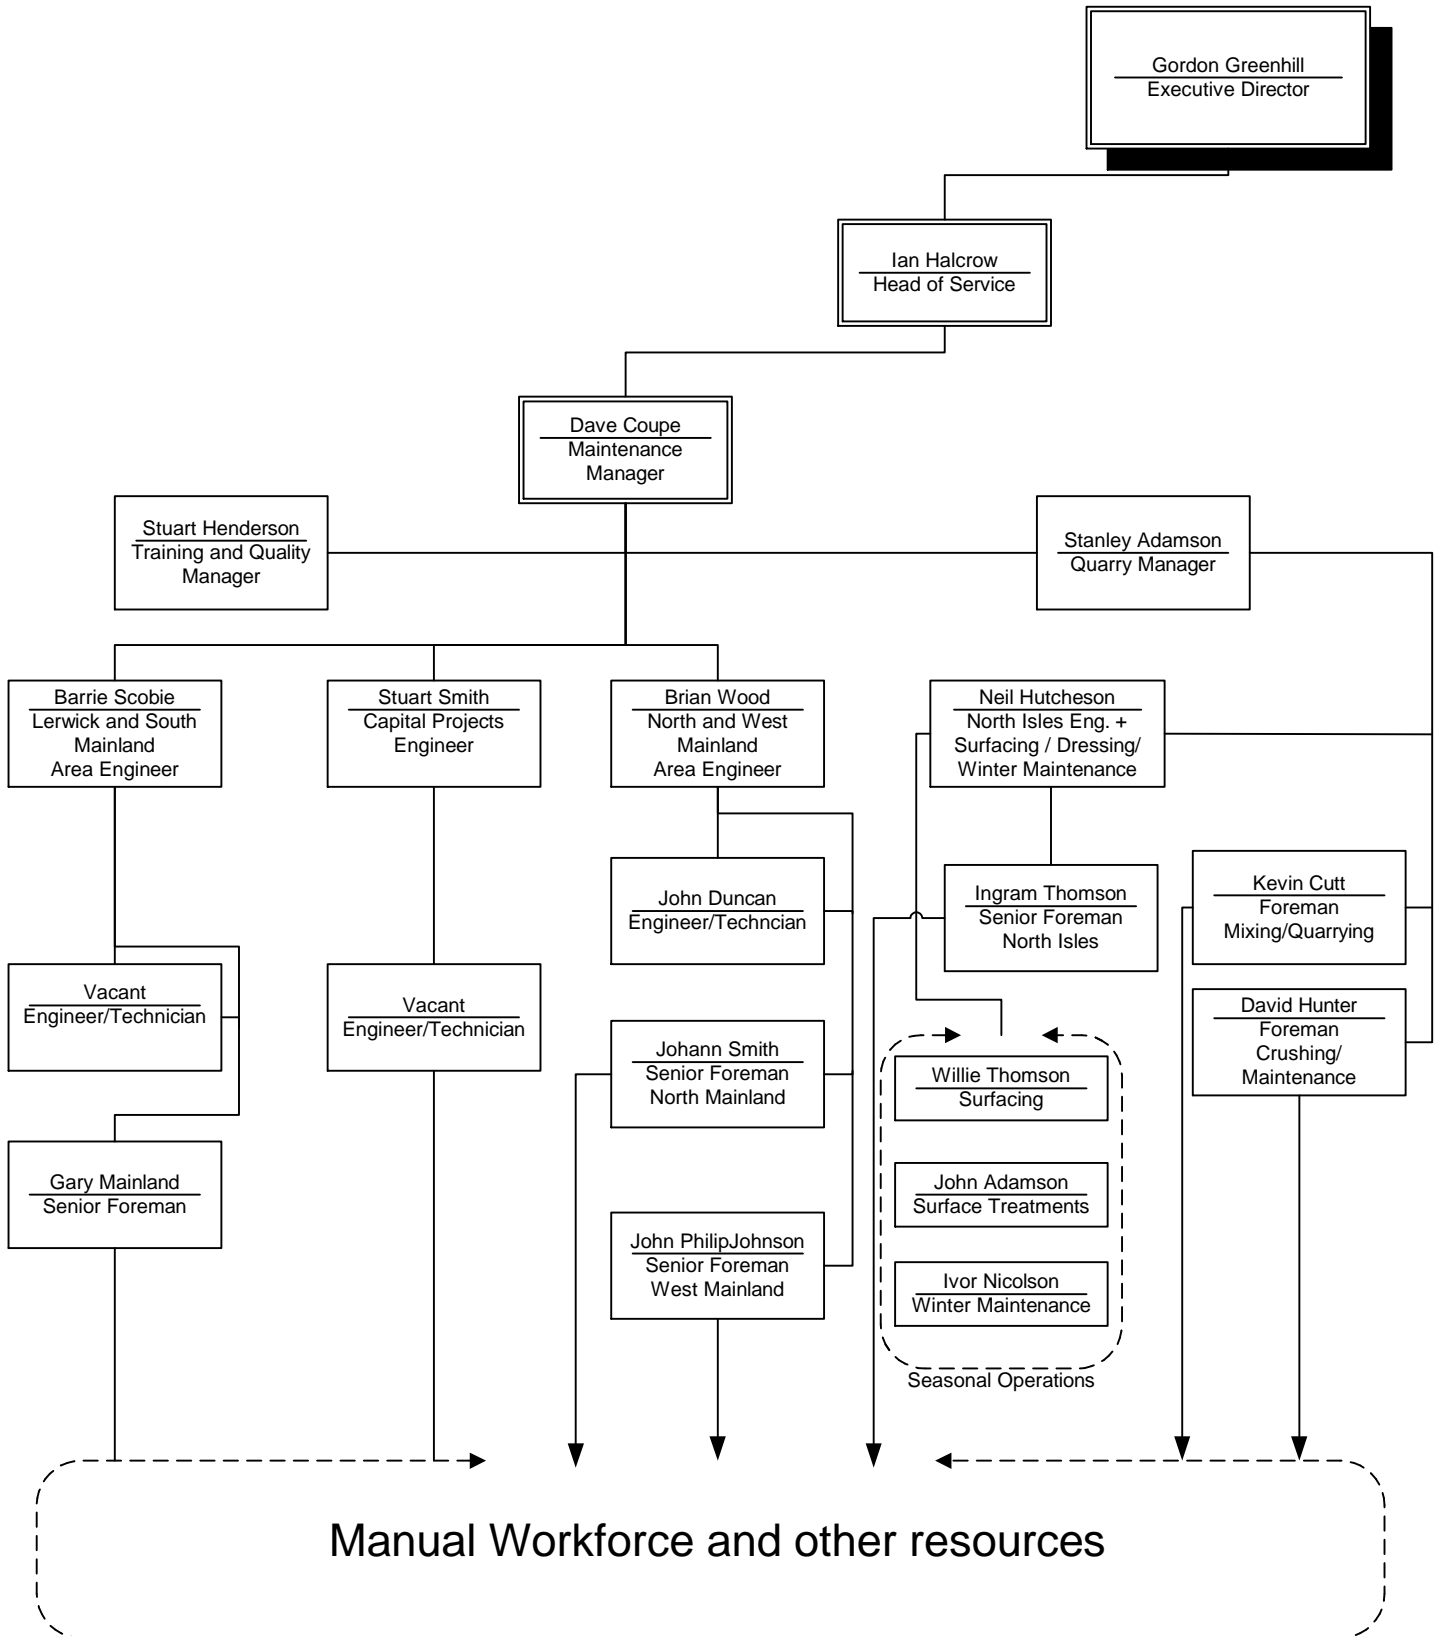 Gordon Greenhill
Executive Director
Ian Halcrow
Head of Service
Dave Coupe
Maintenance
Manager
Stuart Henderson
Training and Quality
Manager
Stanley Adamson
Quarry Manager
Barrie Scobie
Lerwick and South
Mainland
Area Engineer
Stuart Smith
Capital Projects
Engineer
Brian Wood
North and West
Mainland
Area Engineer
Neil Hutcheson
North Isles Eng. +
Surfacing / Dressing/
Winter Maintenance
John Duncan
Engineer/Techncian
Ingram Thomson
Senior Foreman
North Isles
Kevin Cutt
Foreman
Mixing/Quarrying
Vacant
Engineer/Technician
Vacant
Engineer/Technician
David Hunter
Foreman
Crushing/
Maintenance
Johann Smith
Senior Foreman
North Mainland
Willie Thomson
Surfacing
Gary Mainland
Senior Foreman
John Adamson
Surface Treatments
John PhilipJohnson
Senior Foreman
West Mainland
Ivor Nicolson
Winter Maintenance
Seasonal Operations
Manual Workforce and other resources